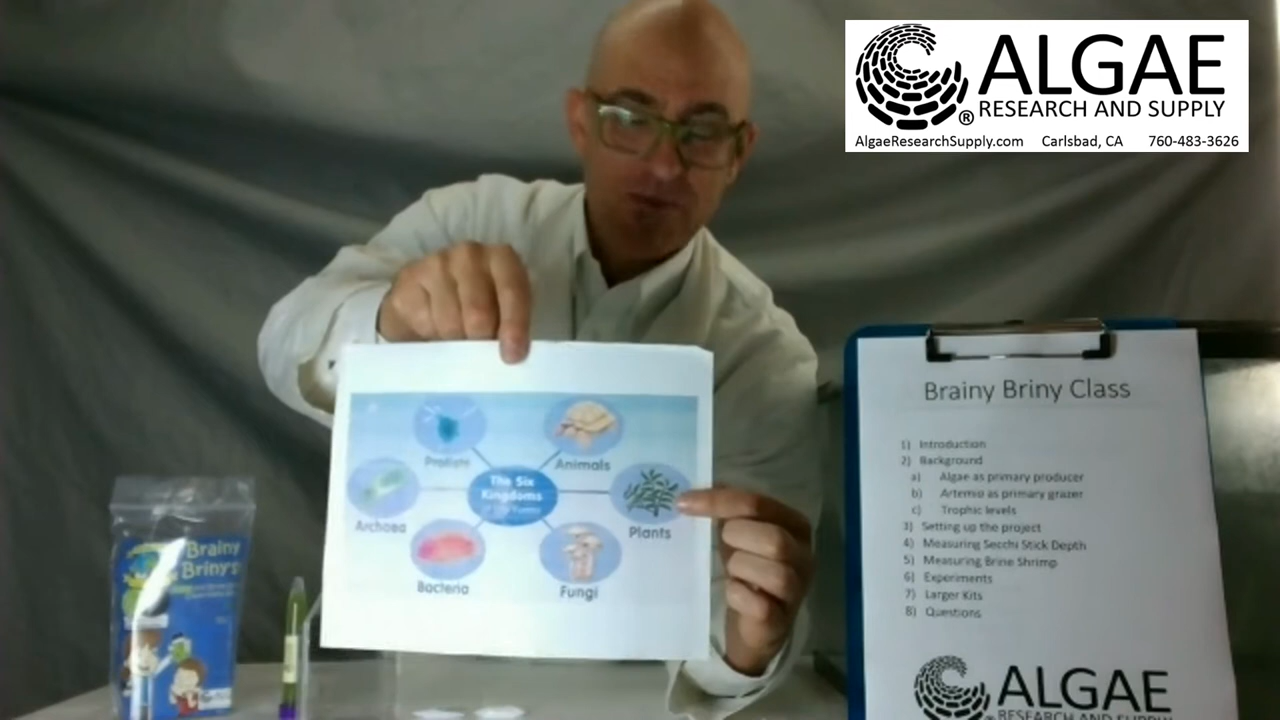 ALGAE
RESEARCH AND SUPPLY
®
AlgaeResearchSupply.com Carlsbad, CA 760-483-3626
Protists
Animals
The Six
Kingdoms
Archaea
Plants
Bacteria
Fungi
Brainy
Briny's
Brainy Briny Class
1) Introduction
2) Background
a) Algae as primary producer
b) Artemia as primary grazer
c) Trophic levels
3) Setting up the project
4) Measuring Secchi Stick Depth
5) Measuring Brine Shrimp
6) Experiments
7) Larger Kits
8) Questions
ALGAE
®RESEARCH AND SUPPLY